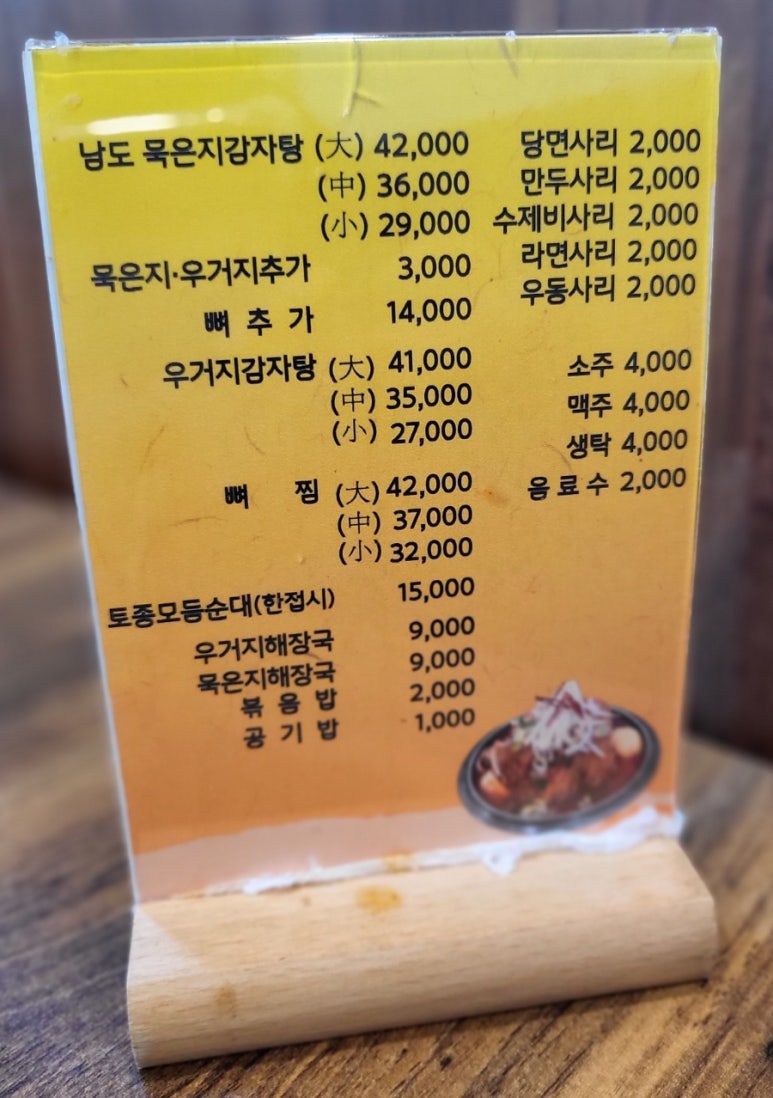 남도 묵은지감자탕 (大) 42,000
(中) 36,000
(小) 29,000
묵은지·우거지추가 3,000
뼈 추 가 14,000
우거지감자탕 (大) 41,000
(中) 35,000
(小) 27,000
뼈 찜 (大) 42,000
(中) 37,000
(小) 32,000
토종모듬순대(한접시) 15,000
우거지해장국 9,000
묵은지해장국 9,000
볶 음 밥 2,000
공 기 밥 1,000
당면사리 2,000
만두사리 2,000
수제비사리 2,000
라면사리 2,000
우동사리 2,000
소주 4,000
맥주 4,000
생탁 4,000
음 료 수 2,000